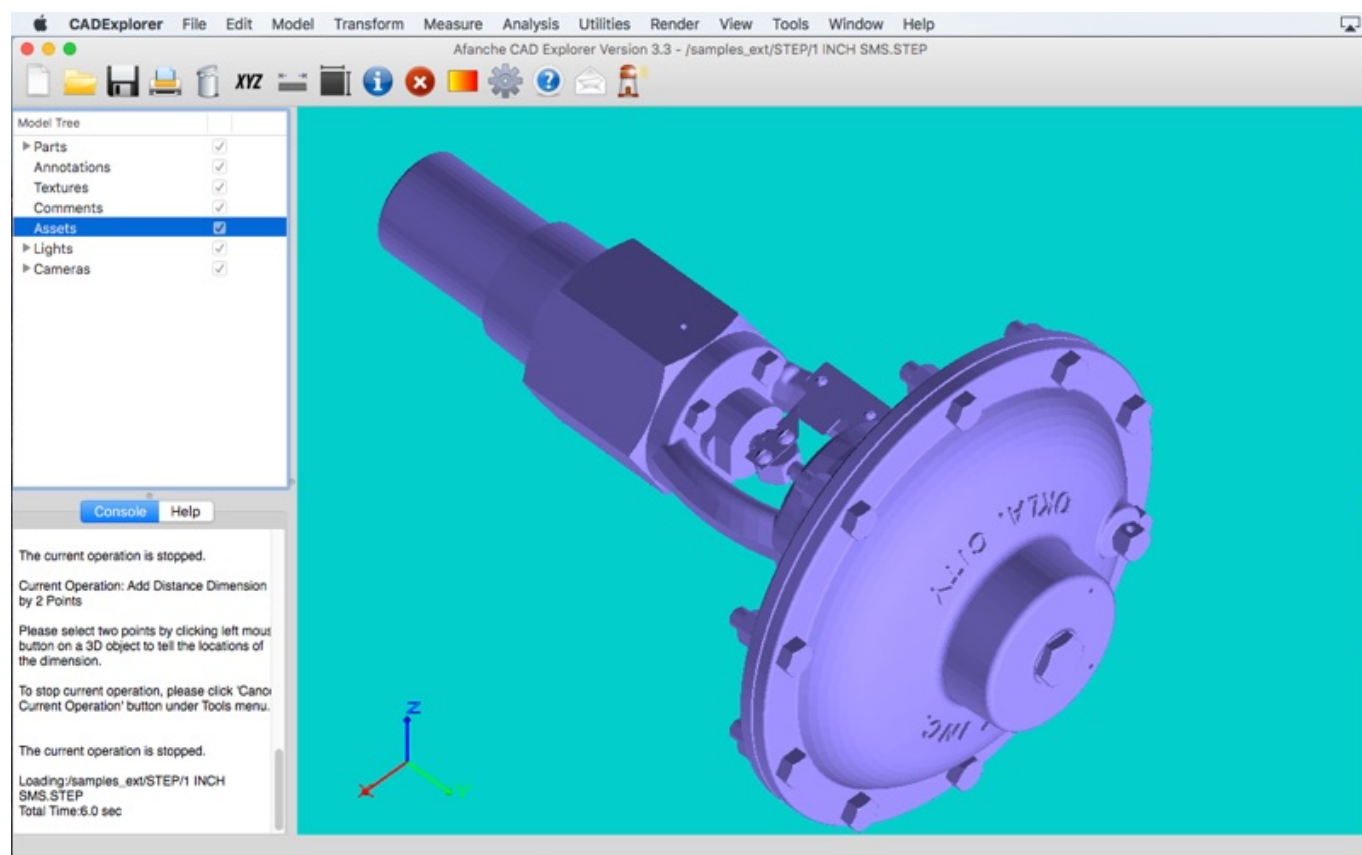 CADExplorer File Edit Model Transform Measure Analysis Utilities Render View Tools Window Help
Afanche CAD Explorer Version 3.3 - /samples_ext/STEP/1 INCH SMS.STEP
XYZ
Model Tree
Parts
Annotations
Textures
Comments
Assets
Lights
Cameras
Console Help
The current operation is stopped.
Current Operation: Add Distance Dimension
by 2 Points
Please select two points by clicking left mous
button on a 3D object to tell the locations of
the dimension.
To stop current operation, please click 'Cance
Current Operation' button under Tools menu.
The current operation is stopped.
Loading:/samples_ext/STEP/1 INCH
SMS.STEP
Total Time:6.0 sec
OKLA.
CITY
INC.
Z
X
Y